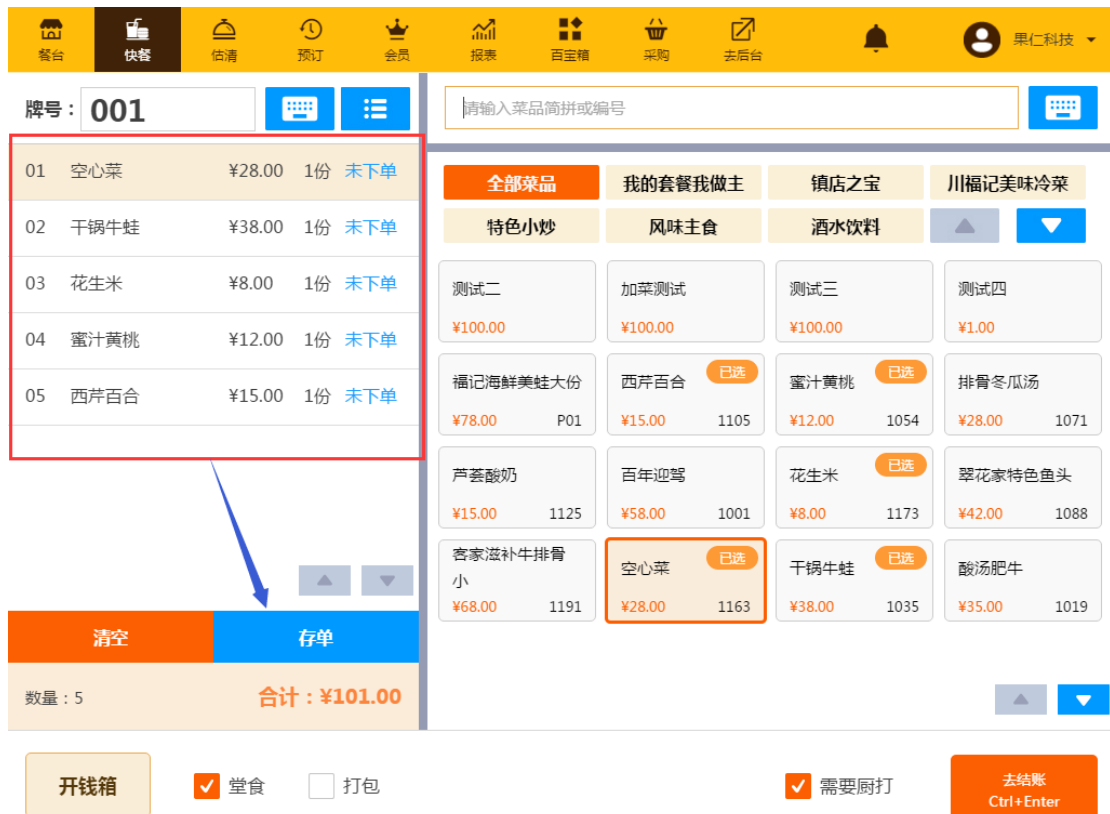 餐台 快餐 估清 预订 会员 报表 百宝箱 采购 去后台 果仁科技
牌号：001
请输入菜品简拼或编号
01 空心菜 ¥28.00 1份 未下单
02 干锅牛蛙 ¥38.00 1份 未下单
03 花生米 ¥8.00 1份 未下单
04 蜜汁黄桃 ¥12.00 1份 未下单
05 西芹百合 ¥15.00 1份 未下单
清空 存单
数量：5 合计：¥101.00
全部菜品 我的套餐我做主 镇店之宝 川福记美味冷菜
特色小炒 风味主食 酒水饮料
测试二 加菜测试 测试三 测试四
¥100.00 ¥100.00 ¥100.00 ¥1.00
福记海鲜美蛙大份 西芹百合 已选 蜜汁黄桃 已选 排骨冬瓜汤
¥78.00 P01 ¥15.00 1105 ¥12.00 1054 ¥28.00 1071
芦荟酸奶 百年迎驾 花生米 已选 翠花家特色鱼头
¥15.00 1125 ¥58.00 1001 ¥8.00 1173 ¥42.00 1088
客家滋补牛排骨小 空心菜 已选 干锅牛蛙 已选 酸汤肥牛
¥68.00 1191 ¥28.00 1163 ¥38.00 1035 ¥35.00 1019
开钱箱 堂食 打包 需要厨打 去结账
Ctrl+Enter